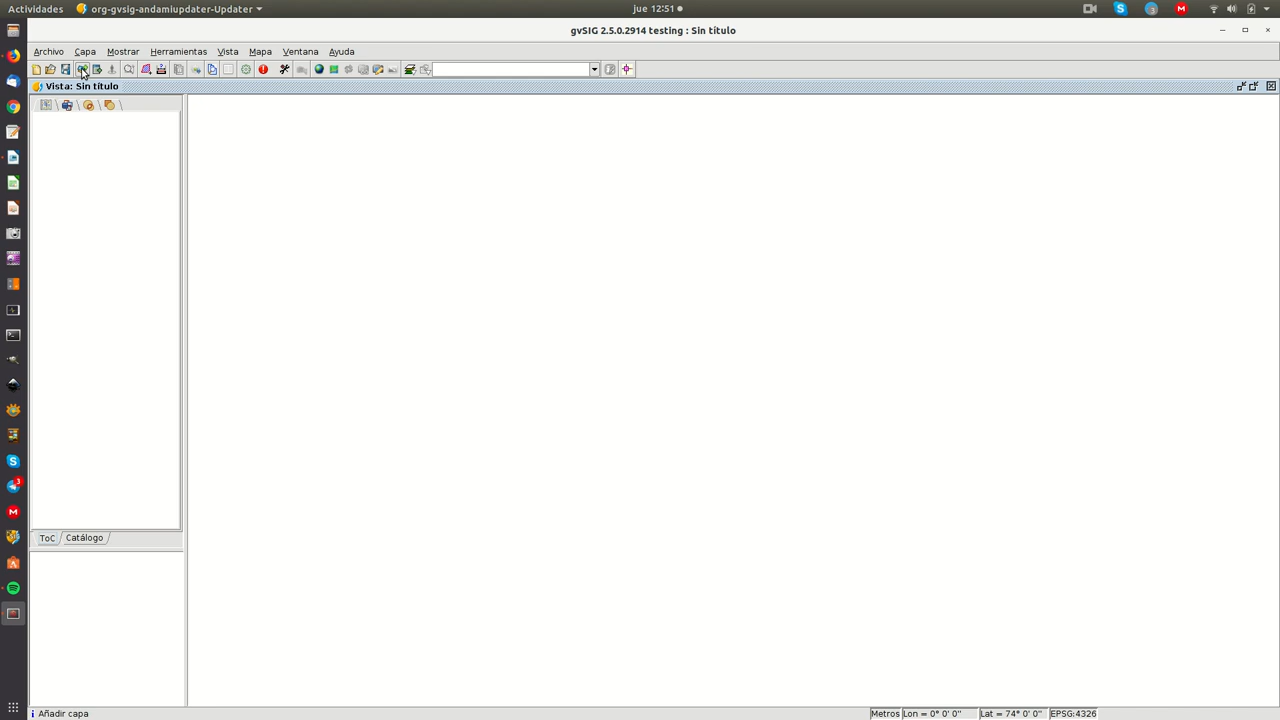 Actividades org-gvsig-andamiupdater-Updater jue 12:51
gvSIG 2.5.0.2914 testing : Sin título
Archivo Capa Mostrar Herramientas Vista Mapa Ventana Ayuda
Vista: Sin título
ToC Catálogo
3
Añadir capa Metros Lon = 0° 0' 0" Lat = 74° 0' 0" EPSG:4326